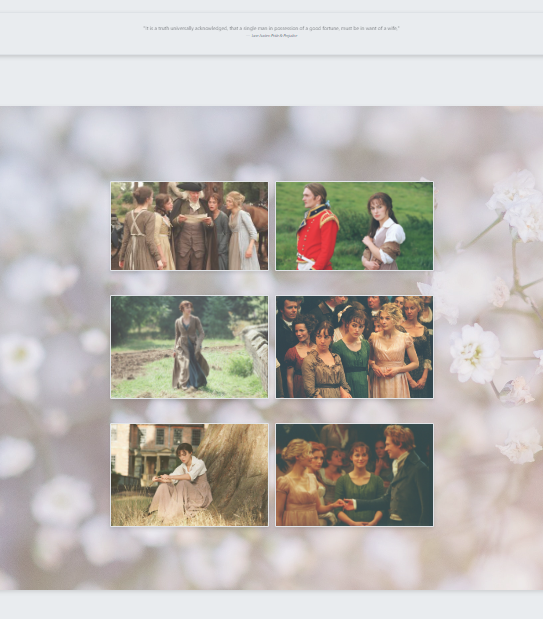 "It is a truth universally acknowledged, that a single man in possession of a good fortune, must be in want of a wife."
Jane Austen Pride &